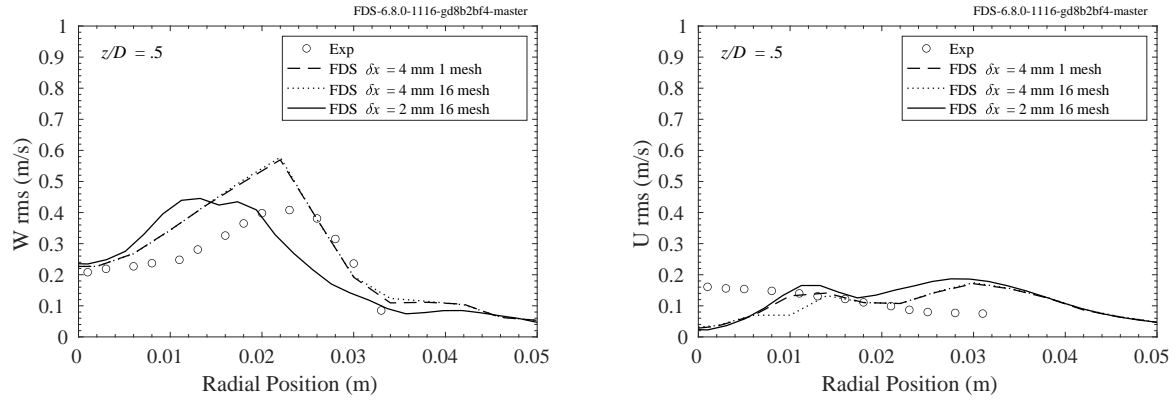 FDS-6.8.0-1116-gd8b2bf4-master
z/D = .5
Exp
FDS δx = 4 mm 1 mesh
FDS δx = 4 mm 16 mesh
FDS δx = 2 mm 16 mesh
W rms (m/s)
1
0.9
0.8
0.7
0.6
0.5
0.4
0.3
0.2
0.1
0
0 0.01 0.02 0.03 0.04 0.05
Radial Position (m)
FDS-6.8.0-1116-gd8b2bf4-master
z/D = .5
Exp
FDS δx = 4 mm 1 mesh
FDS δx = 4 mm 16 mesh
FDS δx = 2 mm 16 mesh
U rms (m/s)
1
0.9
0.8
0.7
0.6
0.5
0.4
0.3
0.2
0.1
0
0 0.01 0.02 0.03 0.04 0.05
Radial Position (m)